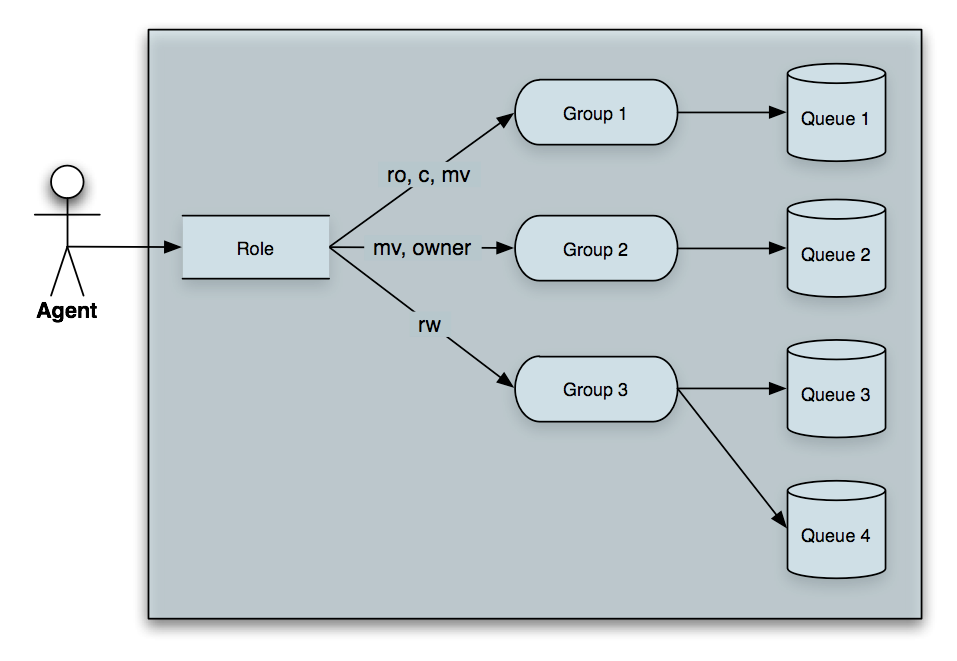 Group 1
Queue 1
ro, c, mv
Agent
Role
mv, owner
Group 2
Queue 2
rw
Group 3
Queue 3
Queue 4